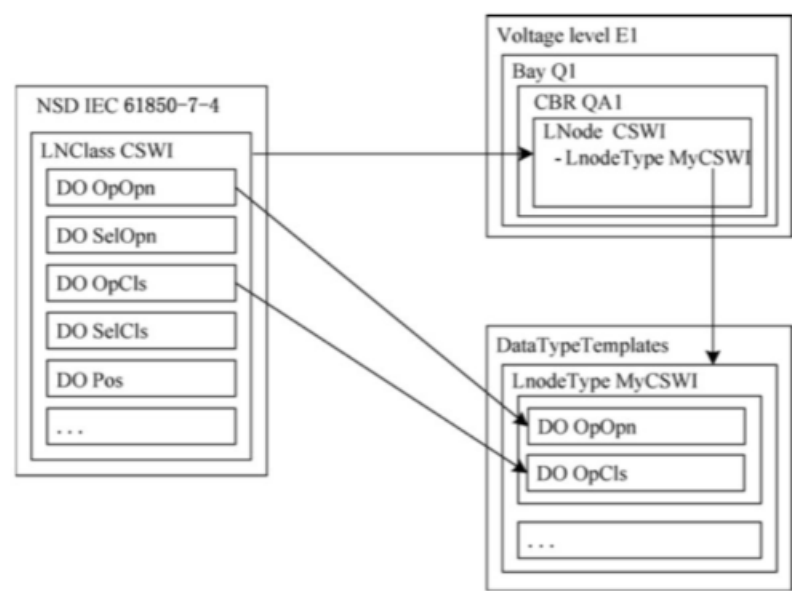 NSD IEC 61850-7-4
LNClass CSWI
DO OpOpn
DO SelOpn
DO OpCls
DO SelCls
DO Pos
...
Voltage level E1
Bay Q1
CBR QA1
LNode CSWI
- LnodeType MyCSWI
DataTypeTemplates
LnodeType MyCSWI
DO OpOpn
DO OpCls
...